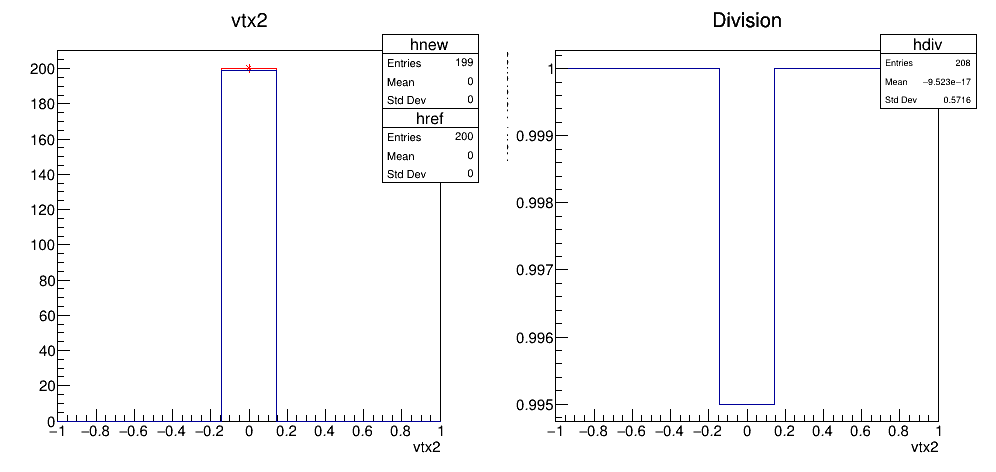 vtx2
hnew
Entries 199
Mean 0
Std Dev 0
href
Entries 200
Mean 0
Std Dev 0
200
180
160
140
120
100
80
60
40
20
0
−1 −0.8 −0.6 −0.4 −0.2 0 0.2 0.4 0.6 0.8 1
vtx2
Division
hdiv
Entries 208
Mean −9.523e−17
Std Dev 0.5716
1
0.999
0.998
0.997
0.996
0.995
−1 −0.8 −0.6 −0.4 −0.2 0 0.2 0.4 0.6 0.8 1
vtx2